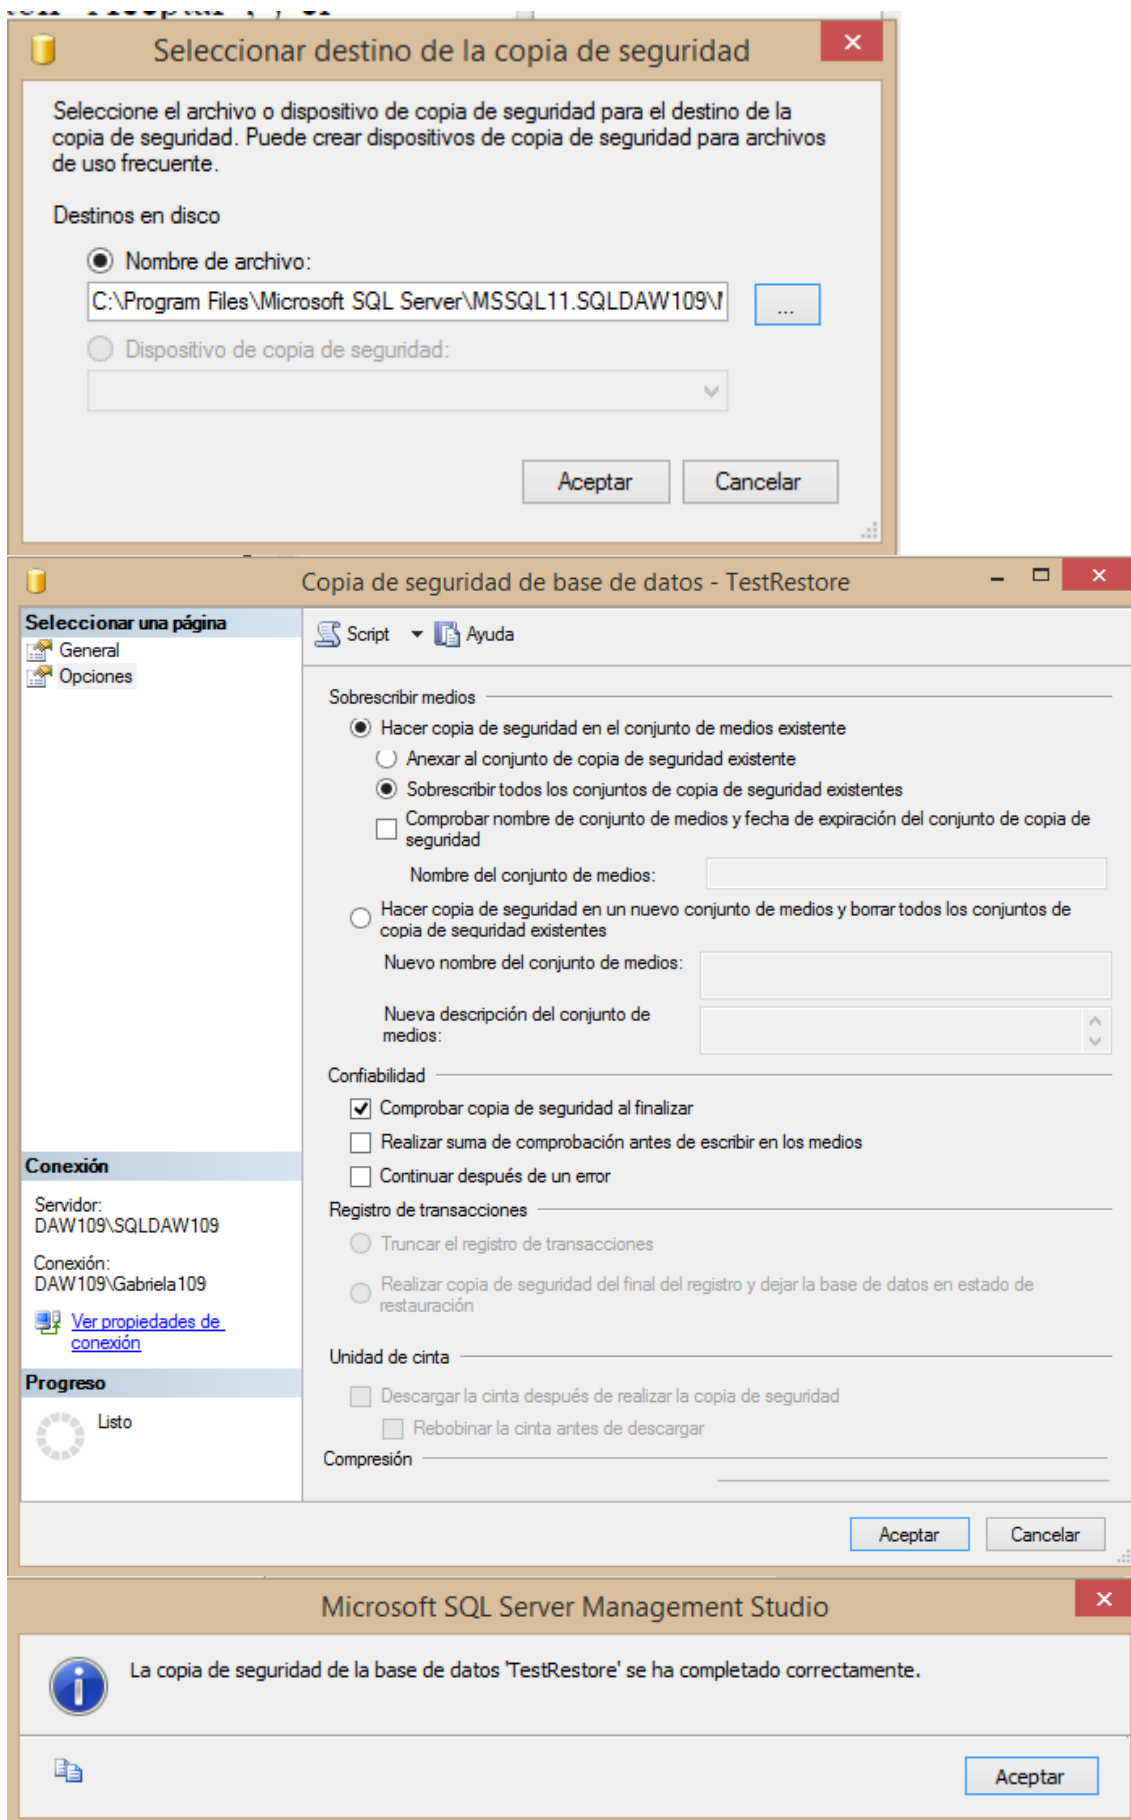 Seleccionar destino de la copia de seguridad
Seleccione el archivo o dispositivo de copia de seguridad para el destino de la
copia de seguridad. Puede crear dispositivos de copia de seguridad para archivos
de uso frecuente.
Destinos en disco
Nombre de archivo:
C:\Program Files\Microsoft SQL Server\MSSQL11.SQLDAW109\
...
Dispositivo de copia de seguridad:
Aceptar Cancelar
Copia de seguridad de base de datos - TestRestore
Seleccionar una página
General
Opciones
Script Ayuda
Sobrescribir medios
Hacer copia de seguridad en el conjunto de medios existente
Anexar al conjunto de copia de seguridad existente
Sobrescribir todos los conjuntos de copia de seguridad existentes
Comprobar nombre de conjunto de medios y fecha de expiración del conjunto de copia de
seguridad
Nombre del conjunto de medios:
Hacer copia de seguridad en un nuevo conjunto de medios y borrar todos los conjuntos de
copia de seguridad existentes
Nuevo nombre del conjunto de medios:
Nueva descripción del conjunto de
medios:
Confiabilidad
Comprobar copia de seguridad al finalizar
Realizar suma de comprobación antes de escribir en los medios
Continuar después de un error
Registro de transacciones
Truncar el registro de transacciones
Realizar copia de seguridad del final del registro y dejar la base de datos en estado de
restauración
Unidad de cinta
Descargar la cinta después de realizar la copia de seguridad
Rebobinar la cinta antes de descargar
Compresión
Conexión
Servidor:
DAW109\SQLDAW109
Conexión:
DAW109\Gabriela109
Ver propiedades de
conexión
Progreso
Listo
Aceptar Cancelar
Microsoft SQL Server Management Studio
La copia de seguridad de la base de datos 'TestRestore' se ha completado correctamente.
Aceptar